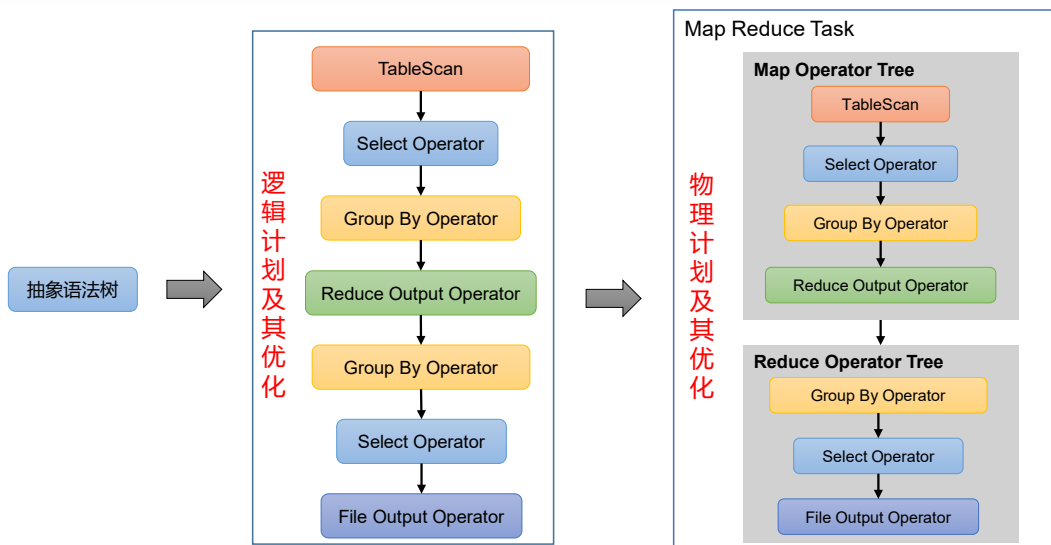 抽象语法树
逻辑计划及其优化
TableScan
Select Operator
Group By Operator
Reduce Output Operator
Group By Operator
Select Operator
File Output Operator
物理计划及其优化
Map Reduce Task
Map Operator Tree
TableScan
Select Operator
Group By Operator
Reduce Output Operator
Reduce Operator Tree
Group By Operator
Select Operator
File Output Operator